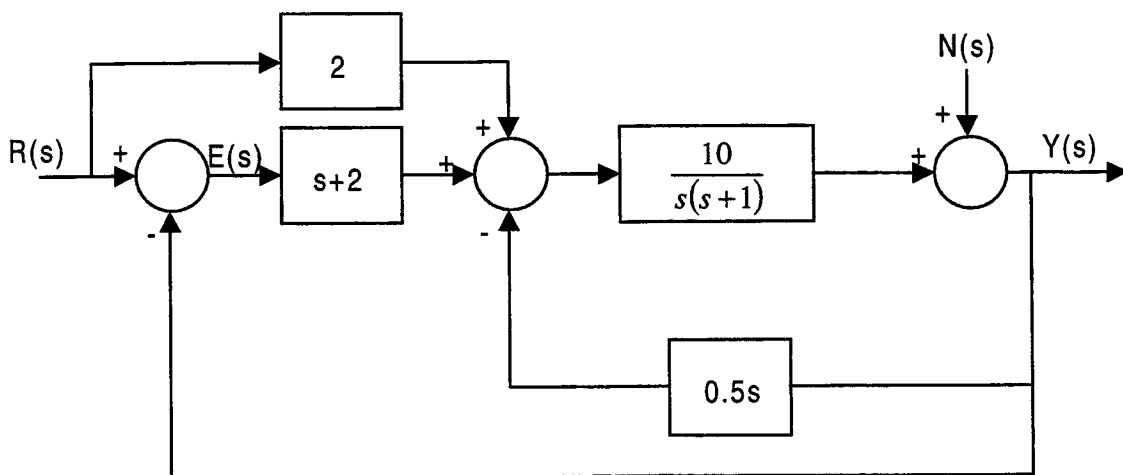 2
N(s)
+
+
R(s)
+
E(s)
s+2
+
10
s(s+1)
+
Y(s)
-
-
0.5s